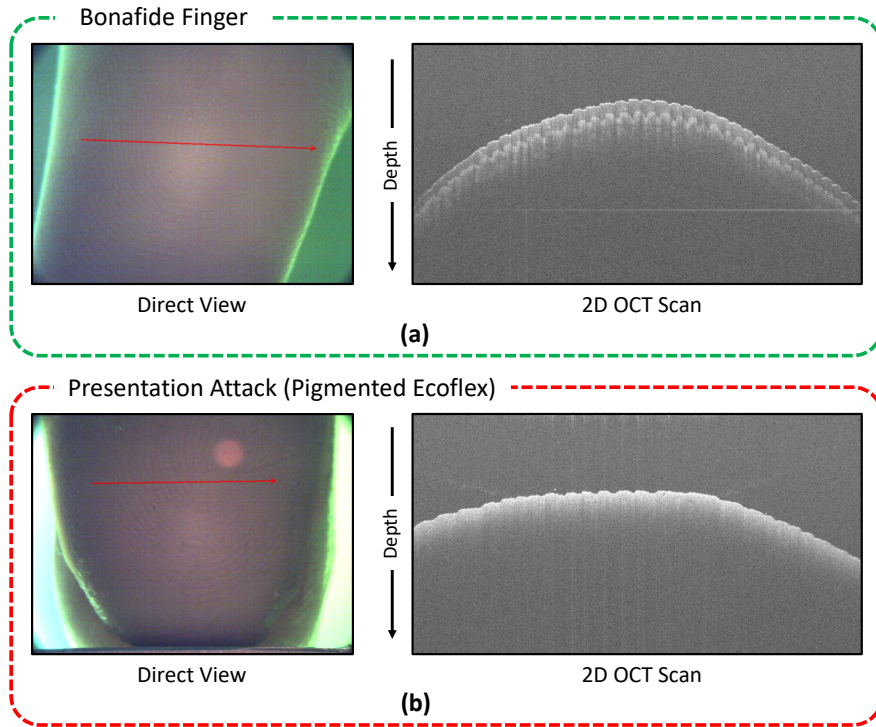 Bonafide Finger
Depth
Direct View
2D OCT Scan
(a)
Presentation Attack (Pigmented Ecoflex)
Depth
Direct View
2D OCT Scan
(b)